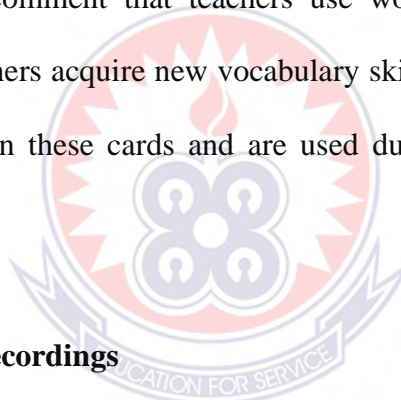 comment that teachers use wo
ners acquire new vocabulary ski
n these cards and are used du
ecordings
EDUCATION FOR SERVICE